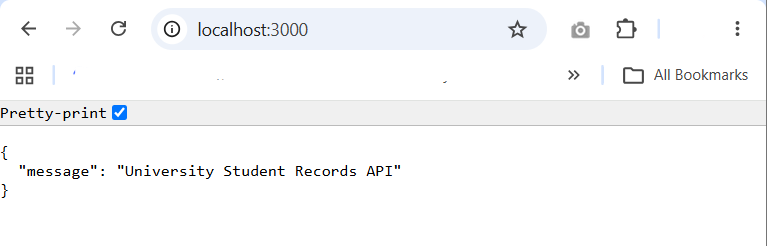 localhost:3000
All Bookmarks
Pretty-print
{
"message": "University Student Records API"
}